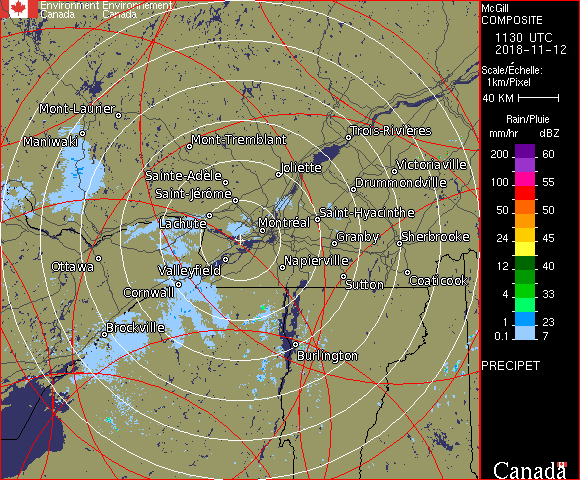 Environment Environnement
Canada Canada
McGill
COMPOSITE
1130 UTC
2018-11-12
Scale/Échelle:
1km/Pixel
40 KM
Rain/Pluie
mm/hr dBZ
200 60
150 55
100 55
50 50
24 45
12 40
4 33
1 23
0.1 7
PRECIPET
Canada
Mont-Laurier
Maniwaki
Mont-Tremblant
Trois-Rivières
Joliette
Victoriaville
Sainte-Adèle
Drummondville
Saint-Jérôme
Saint-Hyacinthe
Lachute
Montréal
Granby
Sherbrooke
Ottawa
Valleyfield
Napierville
Cornwall
Sutton
Coaticook
Brockville
Burlington